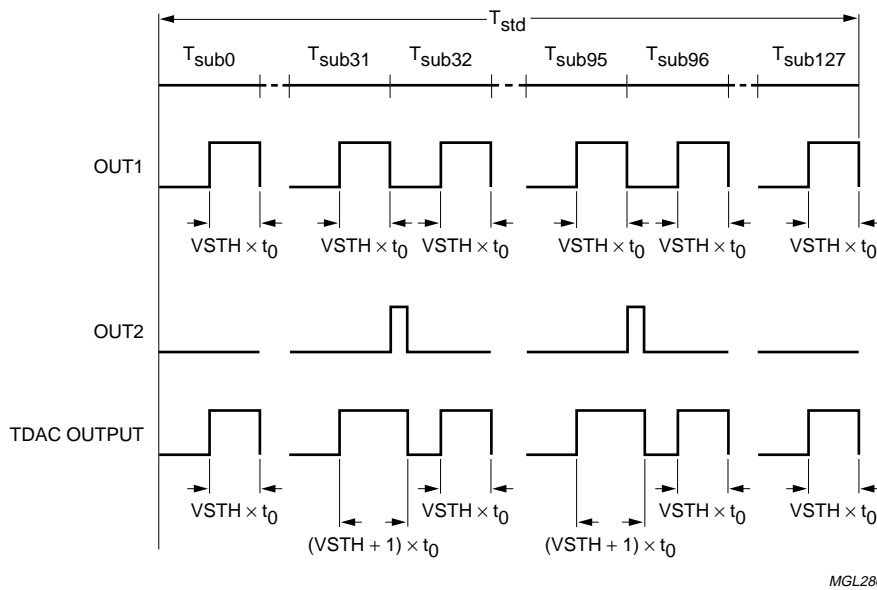 Tstd
Tsub0 Tsub31 Tsub32 Tsub95 Tsub96 Tsub127
OUT1
VSTH × t0 VSTH × t0 VSTH × t0 VSTH × t0 VSTH × t0 VSTH × t0
OUT2
TDAC OUTPUT
VSTH × t0 VSTH × t0 VSTH × t0 VSTH × t0
(VSTH + 1) × t0 (VSTH + 1) × t0